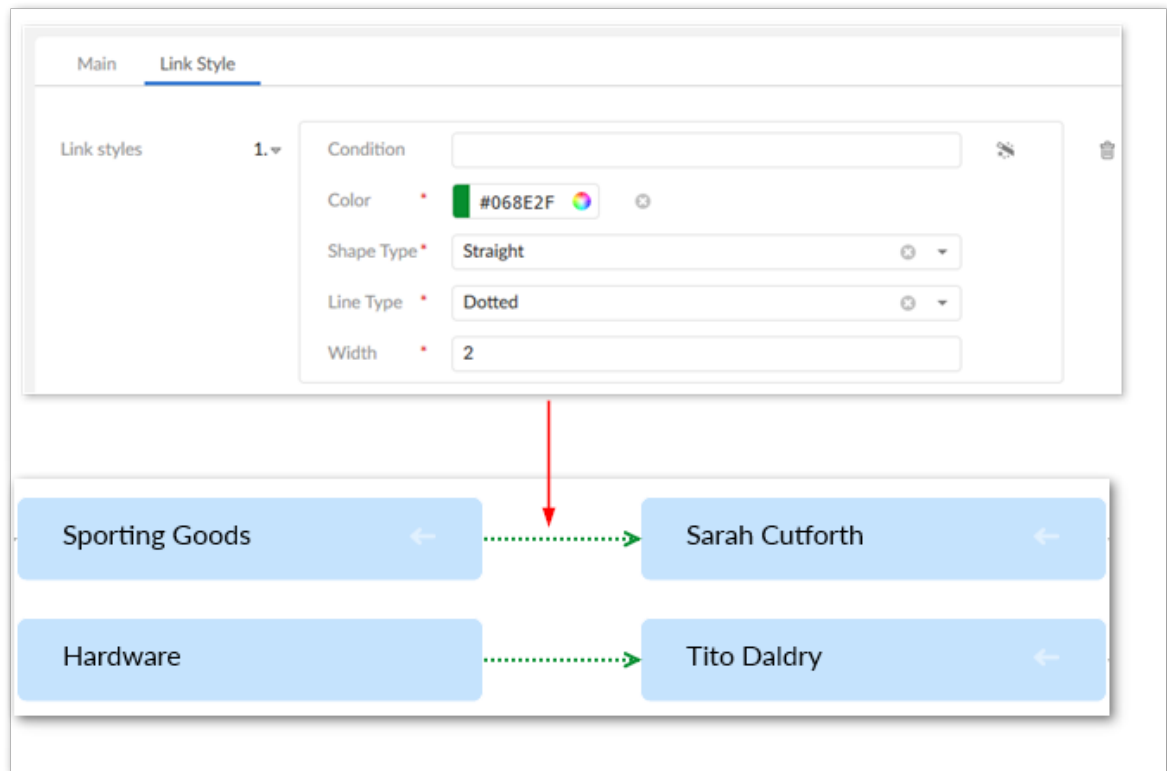 Main Link Style
Link styles 1. Condition
Color * #068E2F
Shape Type * Straight
Line Type * Dotted
Width * 2
Sporting Goods Sarah Cutforth
Hardware Tito Daldry